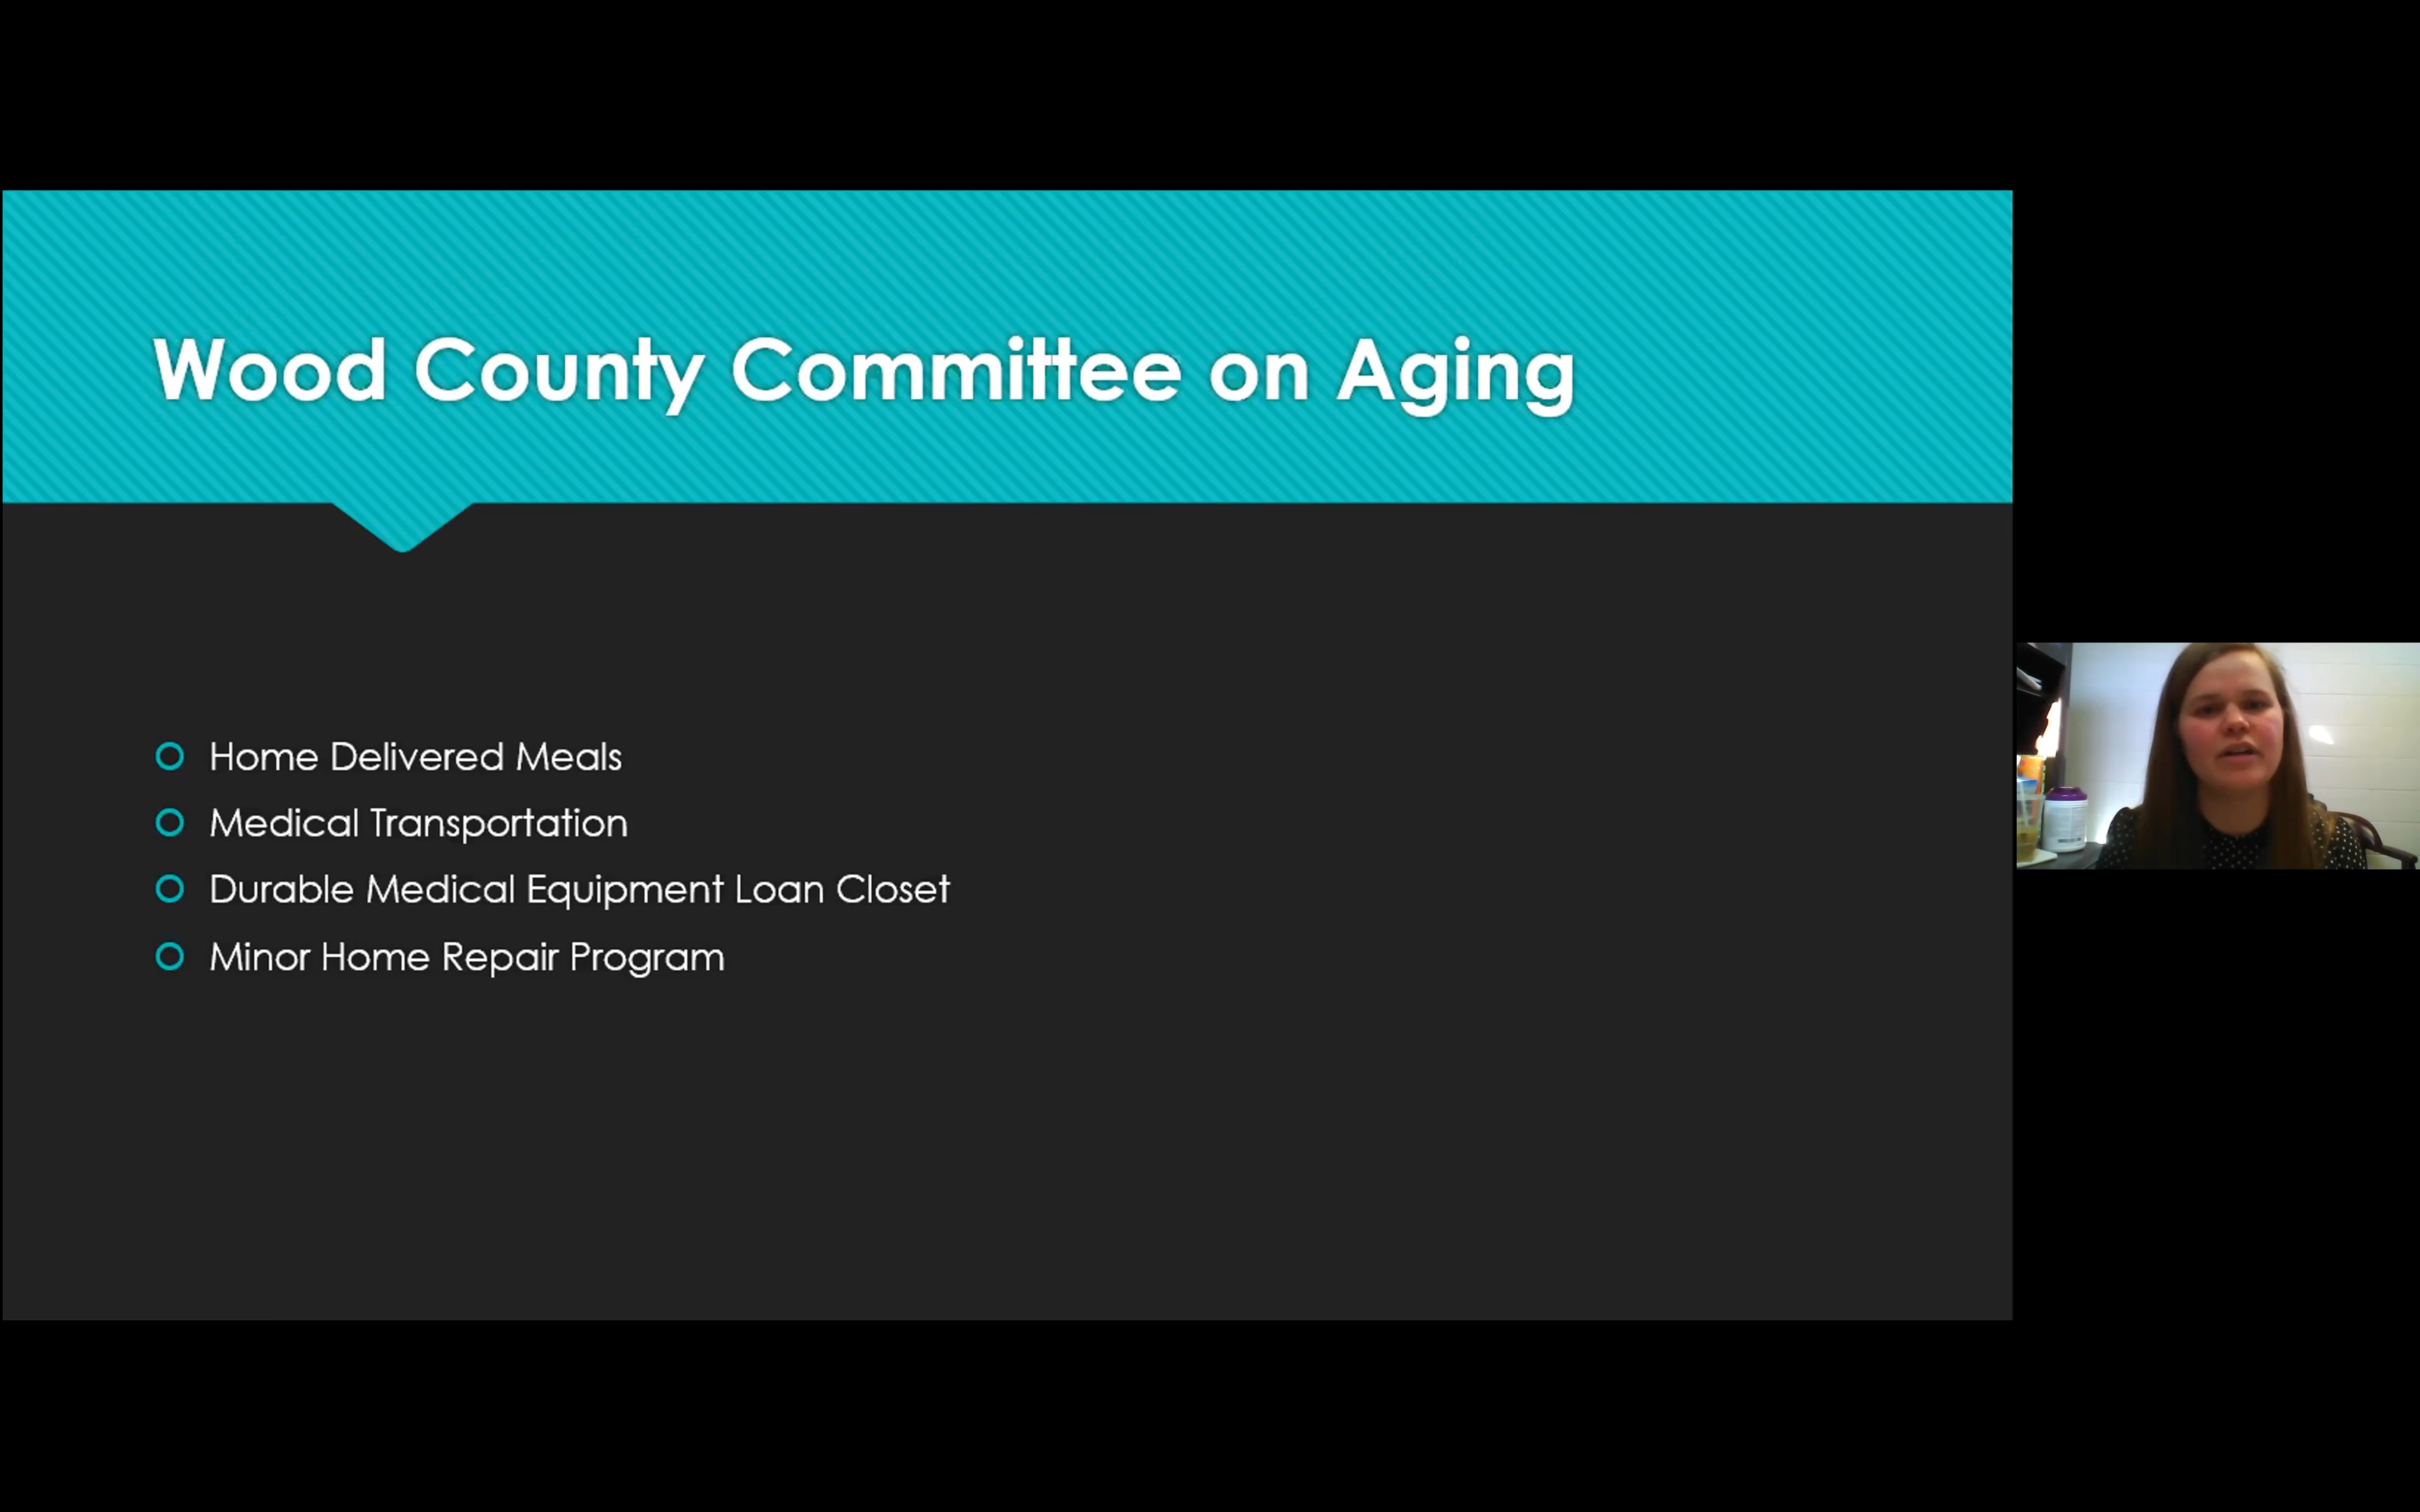 Wood County Committee on Aging
Home Delivered Meals
Medical Transportation
Durable Medical Equipment Loan Closet
Minor Home Repair Program